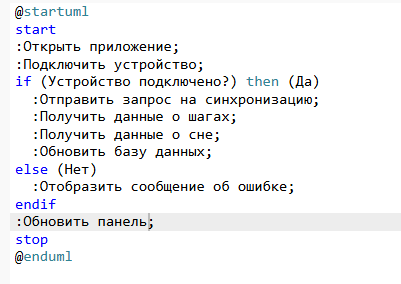 @startuml
start
:Открыть приложение;
:Подключить устройство;
if (Устройство подключено?) then (Да)
  :Отправить запрос на синхронизацию;
  :Получить данные о шагах;
  :Получить данные о сне;
  :Обновить базу данных;
else (Нет)
  :Отобразить сообщение об ошибке;
endif
:Обновить панель;
stop
@enduml